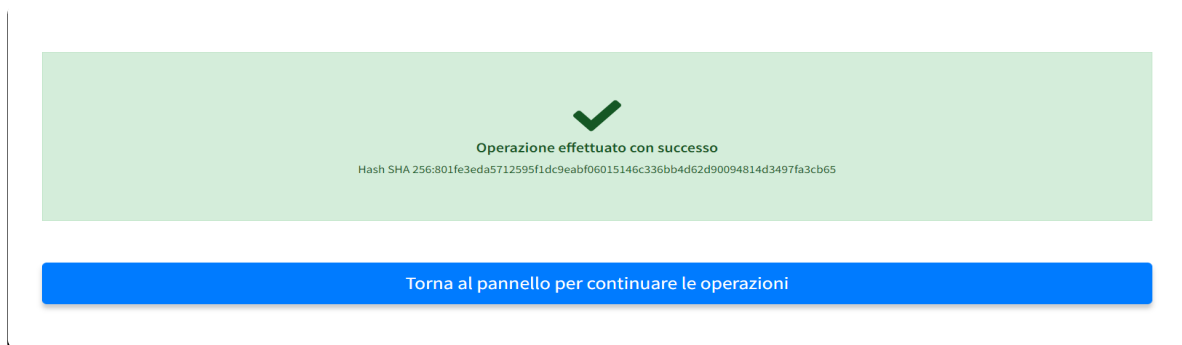 Operazione effettuato con successo
Hash SHA 256:801fe3eda5712595f1dc9eabf06015146c336bb4d62d90094814d3497fa3cb65
Torna al pannello per continuare le operazioni